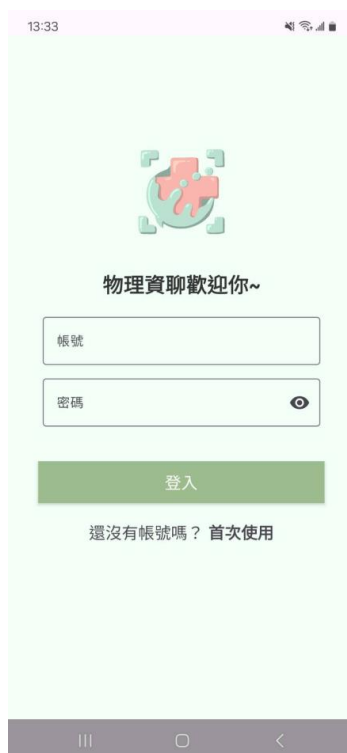 13:33
物理資聊歡迎你~
帳號
密碼
登入
還沒有帳號嗎？ 首次使用